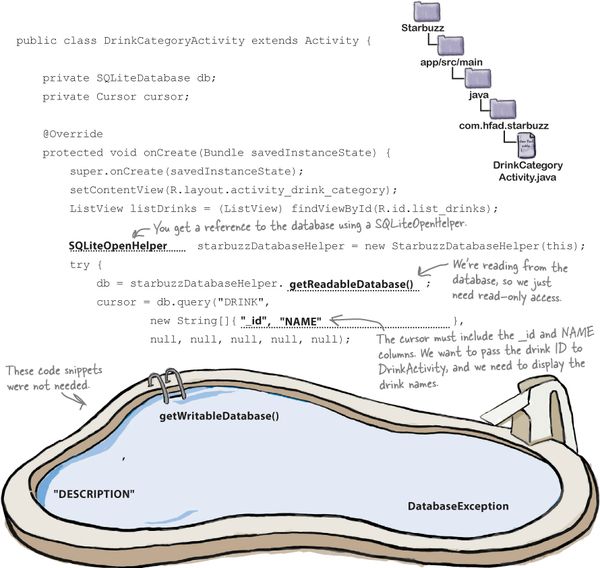 public class DrinkCategoryActivity extends Activity {
private SQLiteDatabase db;
private Cursor cursor;
@Override
protected void onCreate(Bundle savedInstanceState) {
super.onCreate(savedInstanceState);
setContentView(R.layout.activity_drink_category);
ListView listDrinks = (ListView) findViewById(R.id.list_drinks);
Starbuzz
app/src/main
java
com.hfad.starbuzz
DrinkCategory
Activity.java
You get a reference to the database using a SQLiteOpenHelper.
SQLiteOpenHelper starbuzzDatabaseHelper = new StarbuzzDatabaseHelper(this);
try {
db = starbuzzDatabaseHelper. getReadableDatabase() ;
cursor = db.query("DRINK",
new String[]{ "_id", "NAME" },
null, null, null, null, null);
We're reading from the
database, so we just
need read-only access.
The cursor must include the _id and NAME
columns. We want to pass the drink ID to
DrinkActivity, and we need to display the
drink names.
These code snippets
were not needed.
getWritableDatabase()
,
"DESCRIPTION"
DatabaseException